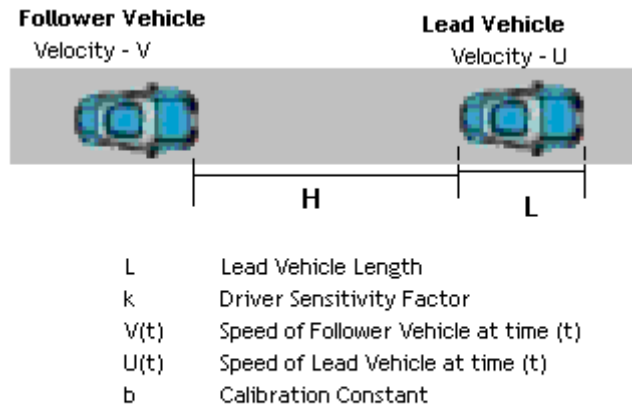 Follower Vehicle
Velocity - V
Lead Vehicle
Velocity - U
H
L
L Lead Vehicle Length
k Driver Sensitivity Factor
V(t) Speed of Follower Vehicle at time (t)
U(t) Speed of Lead Vehicle at time (t)
b Calibration Constant